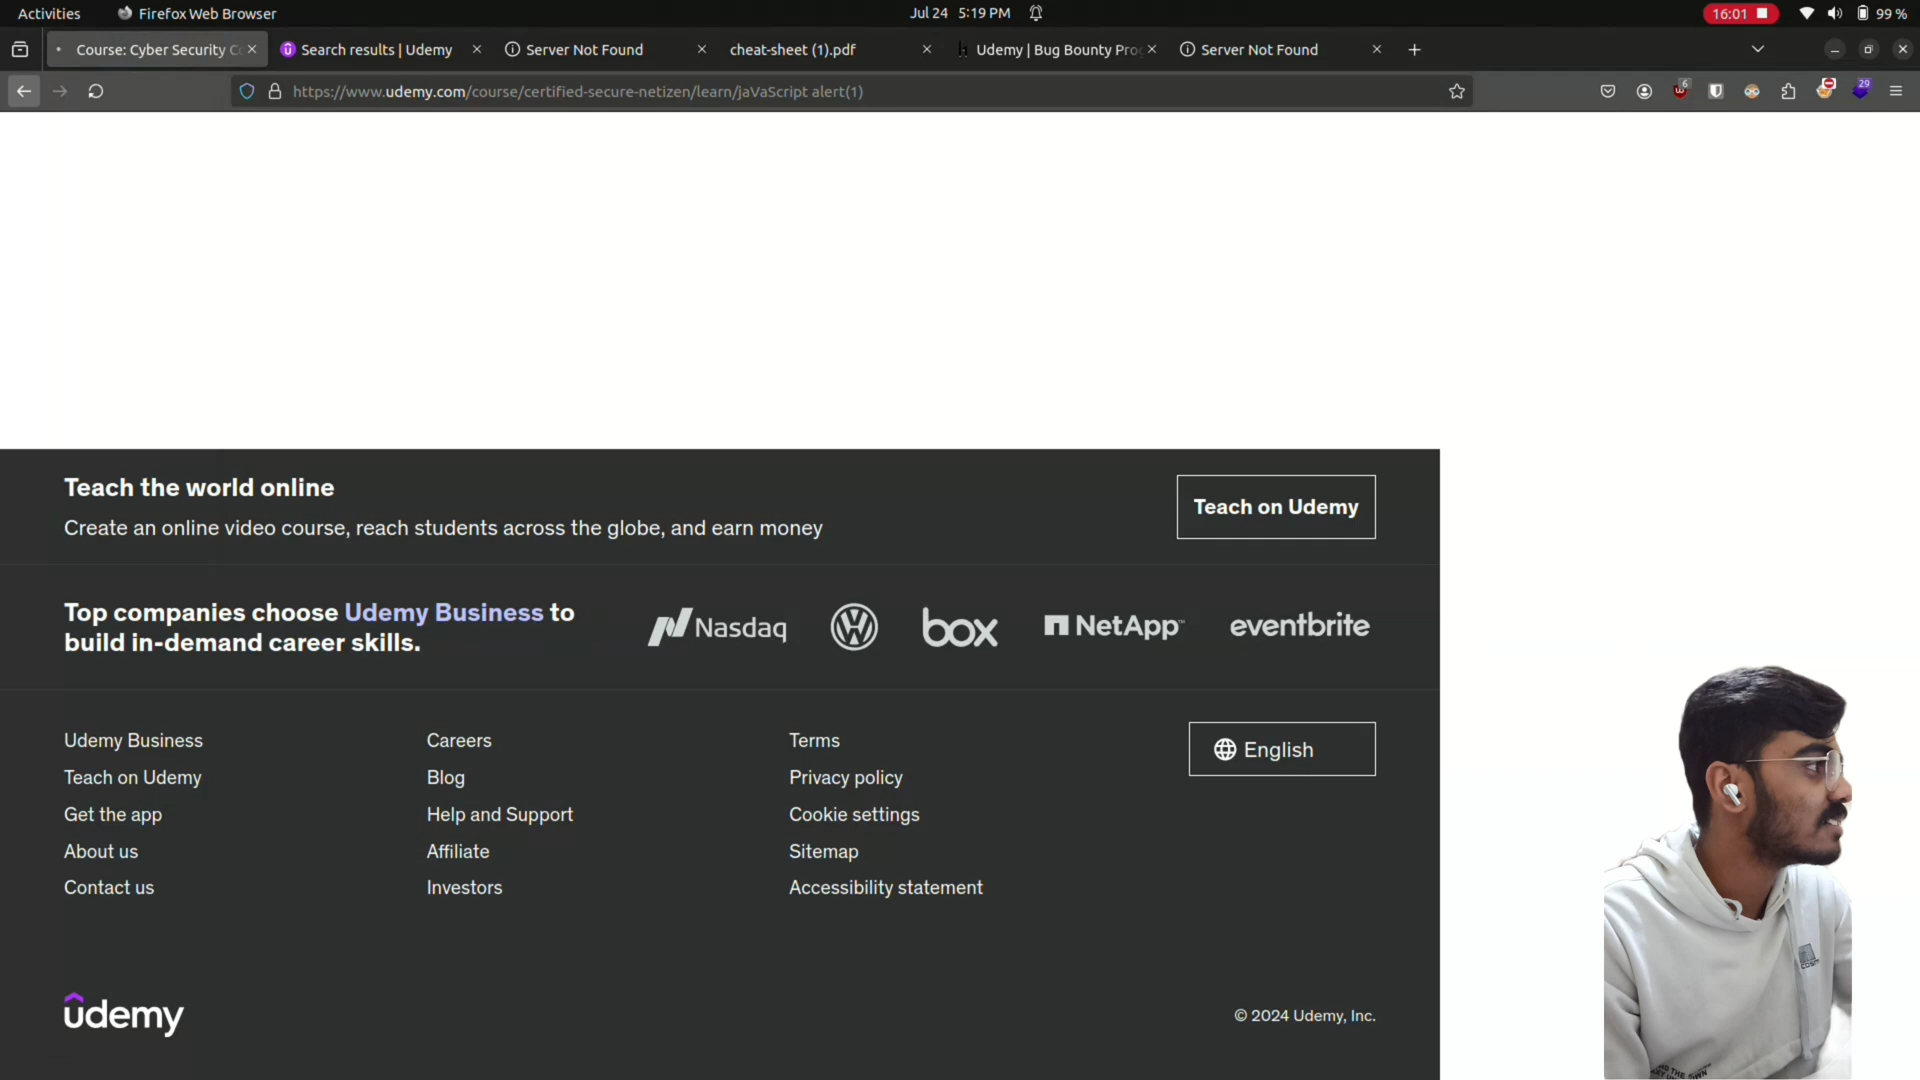 Activities
Firefox Web Browser
Jul 24 5:19 PM
16:01
99 %
Course: Cyber Security C
Search results | Udemy
Server Not Found
cheat-sheet (1).pdf
Udemy | Bug Bounty Pro
Server Not Found
https://www.udemy.com/course/certified-secure-netizen/learn/jaVaScript alert(1)
6
29
Teach the world online
Create an online video course, reach students across the globe, and earn money
Teach on Udemy
Top companies choose Udemy Business to
build in-demand career skills.
Nasdaq
box
NetApp
eventbrite
Udemy Business
Teach on Udemy
Get the app
About us
Contact us
Careers
Blog
Help and Support
Affiliate
Investors
Terms
Privacy policy
Cookie settings
Sitemap
Accessibility statement
English
udemy
© 2024 Udemy, Inc.